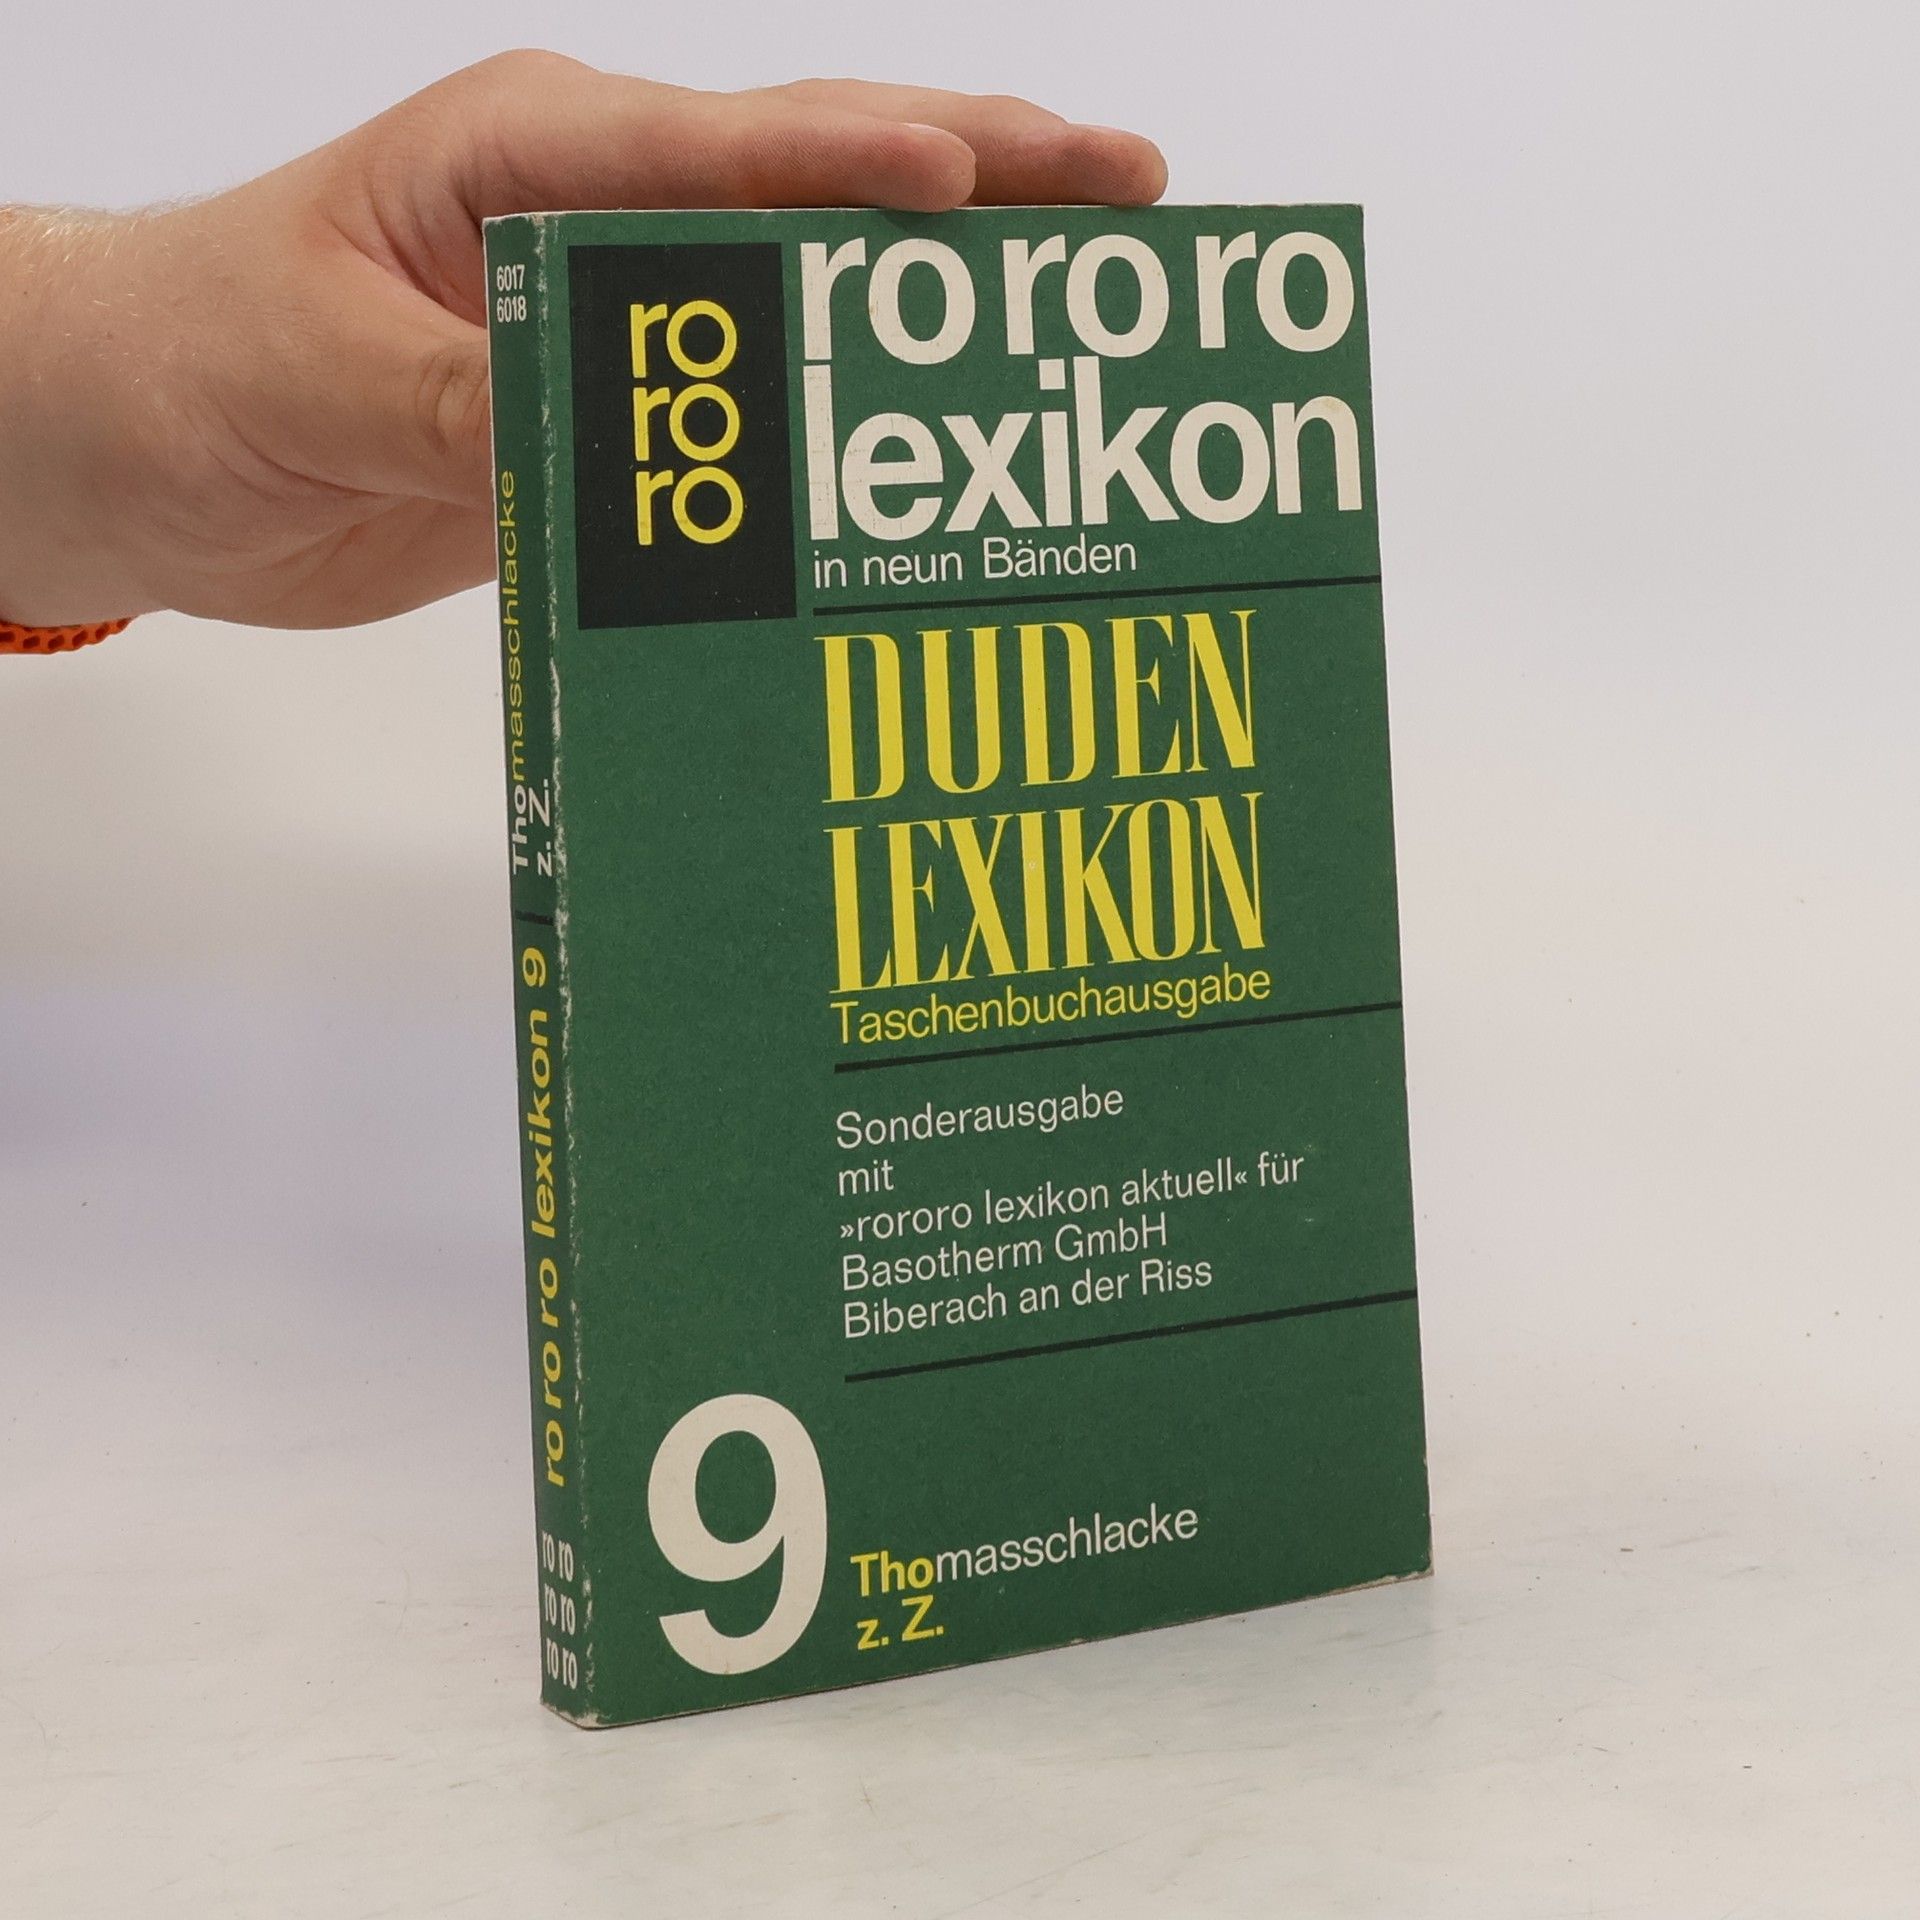 6017
6018
Thomasschlacke
z. Z.
ro ro ro lexikon 9
ro ro
ro ro
ro ro
ro
ro
ro
ro ro ro
lexikon
in neun Bänden
DUDEN
LEXIKON
Taschenbuchausgabe
Sonderausgabe
mit
»rororo lexikon aktuell« für
Basotherm GmbH
Biberach an der Riss
9
Thomasschlacke
z. Z.